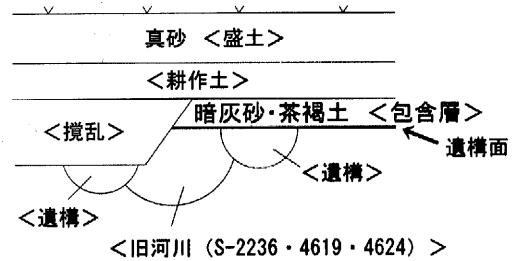 真砂 <盛土>
<耕作土>
暗灰砂・茶褐土 <包含層>
<撹乱>
遺構面
<遺構>
<遺構>
<旧河川 (S-2236・4619・4624) >